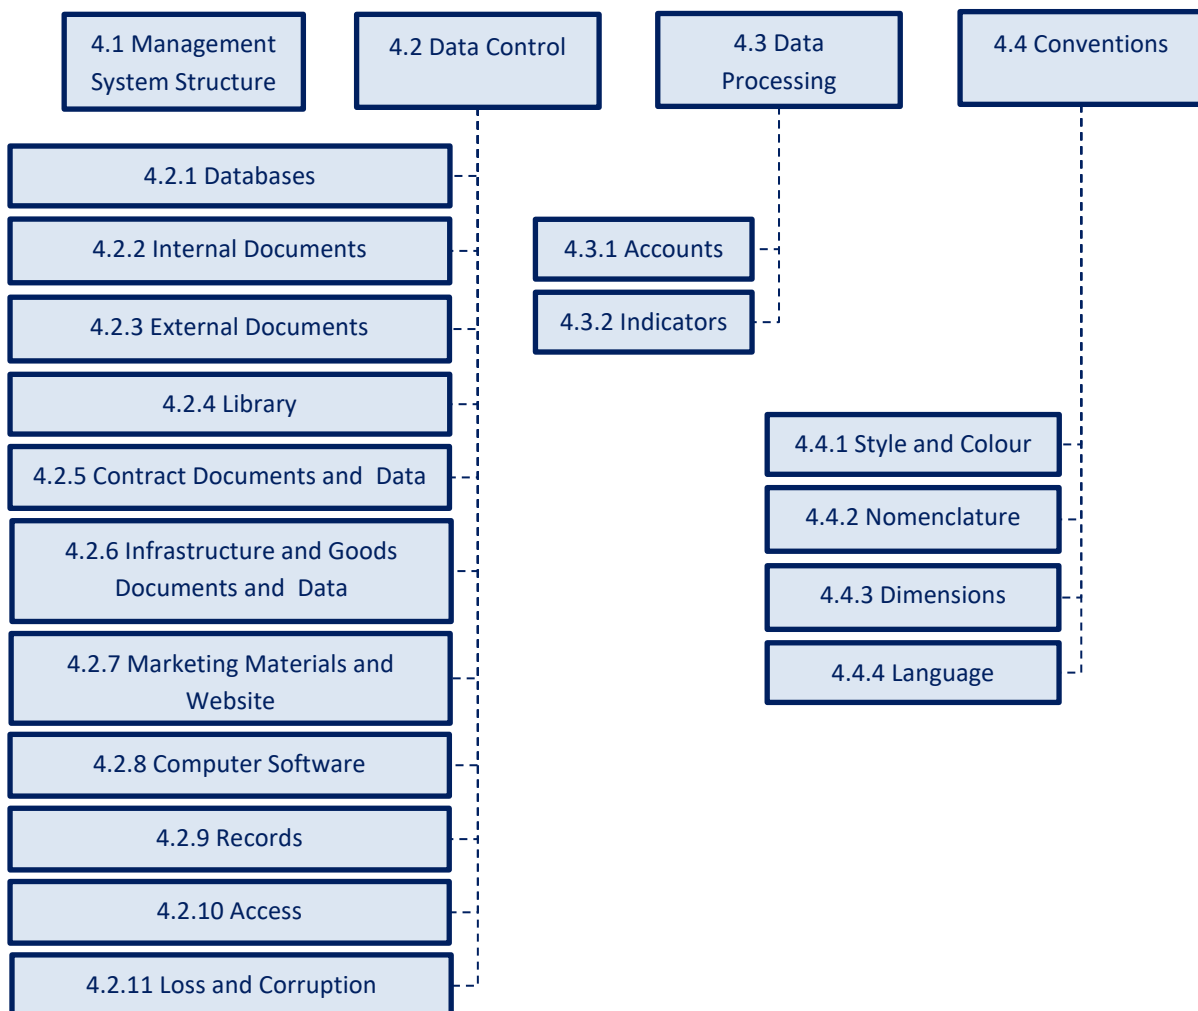 4.1 Management
System Structure
4.2 Data Control
4.3 Data
Processing
4.4 Conventions
4.2.1 Databases
4.2.2 Internal Documents
4.2.3 External Documents
4.2.4 Library
4.2.5 Contract Documents and  Data
4.2.6 Infrastructure and Goods
Documents and  Data
4.2.7 Marketing Materials and
Website
4.2.8 Computer Software
4.2.9 Records
4.2.10 Access
4.2.11 Loss and Corruption
4.3.1 Accounts
4.3.2 Indicators
4.4.1 Style and Colour
4.4.2 Nomenclature
4.4.3 Dimensions
4.4.4 Language